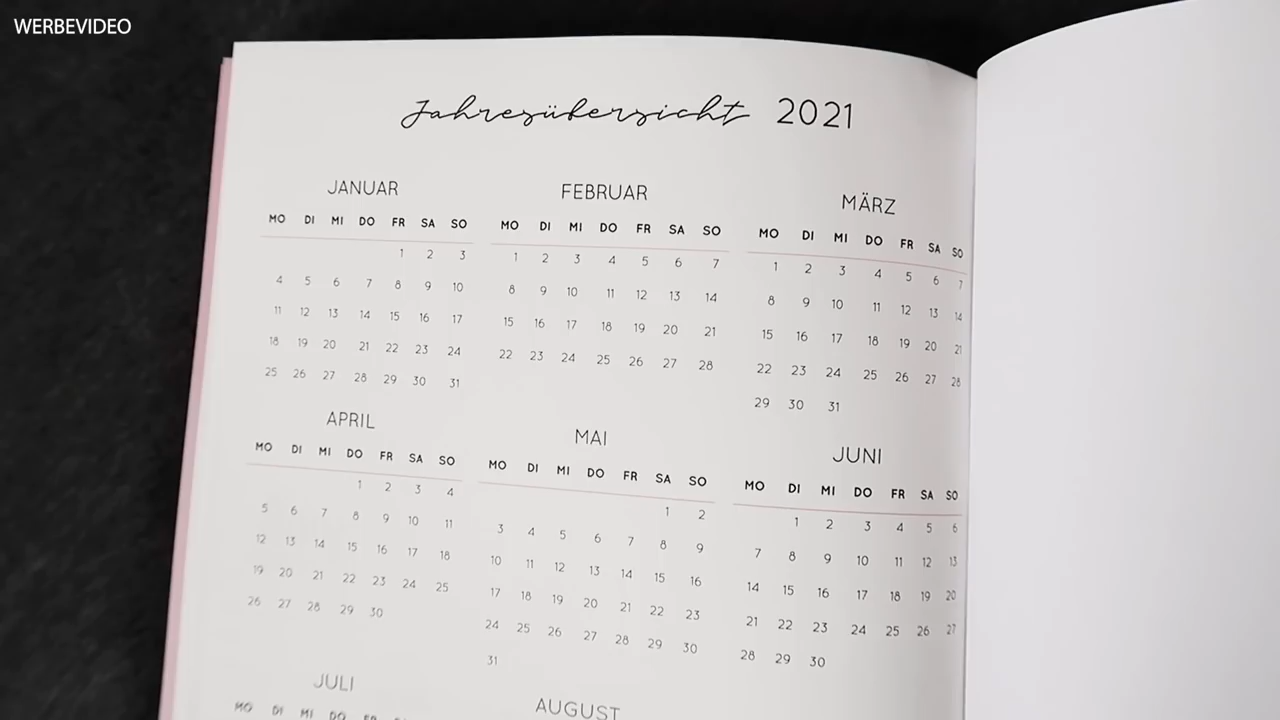 WERBEVIDEO
Jahresübersicht 2021
JANUAR
MO DI MI DO FR SA SO
1 2 3
4 5 6 7 8 9 10
11 12 13 14 15 16 17
18 19 20 21 22 23 24
25 26 27 28 29 30 31
FEBRUAR
MO DI MI DO FR SA SO
1 2 3 4 5 6 7
8 9 10 11 12 13 14
15 16 17 18 19 20 21
22 23 24 25 26 27 28
MÄRZ
MO DI MI DO FR SA SO
1 2 3 4 5 6 7
8 9 10 11 12 13 14
15 16 17 18 19 20 21
22 23 24 25 26 27 28
29 30 31
APRIL
MO DI MI DO FR SA SO
1 2 3 4
5 6 7 8 9 10 11
12 13 14 15 16 17 18
19 20 21 22 23 24 25
26 27 28 29 30
MAI
MO DI MI DO FR SA SO
1 2
3 4 5 6 7 8 9
10 11 12 13 14 15 16
17 18 19 20 21 22 23
24 25 26 27 28 29 30
31
JUNI
MO DI MI DO FR SA SO
1 2 3 4 5 6
7 8 9 10 11 12 13
14 15 16 17 18 19 20
21 22 23 24 25 26 27
28 29 30
JULI
MO DI MI DO FR
AUGUST